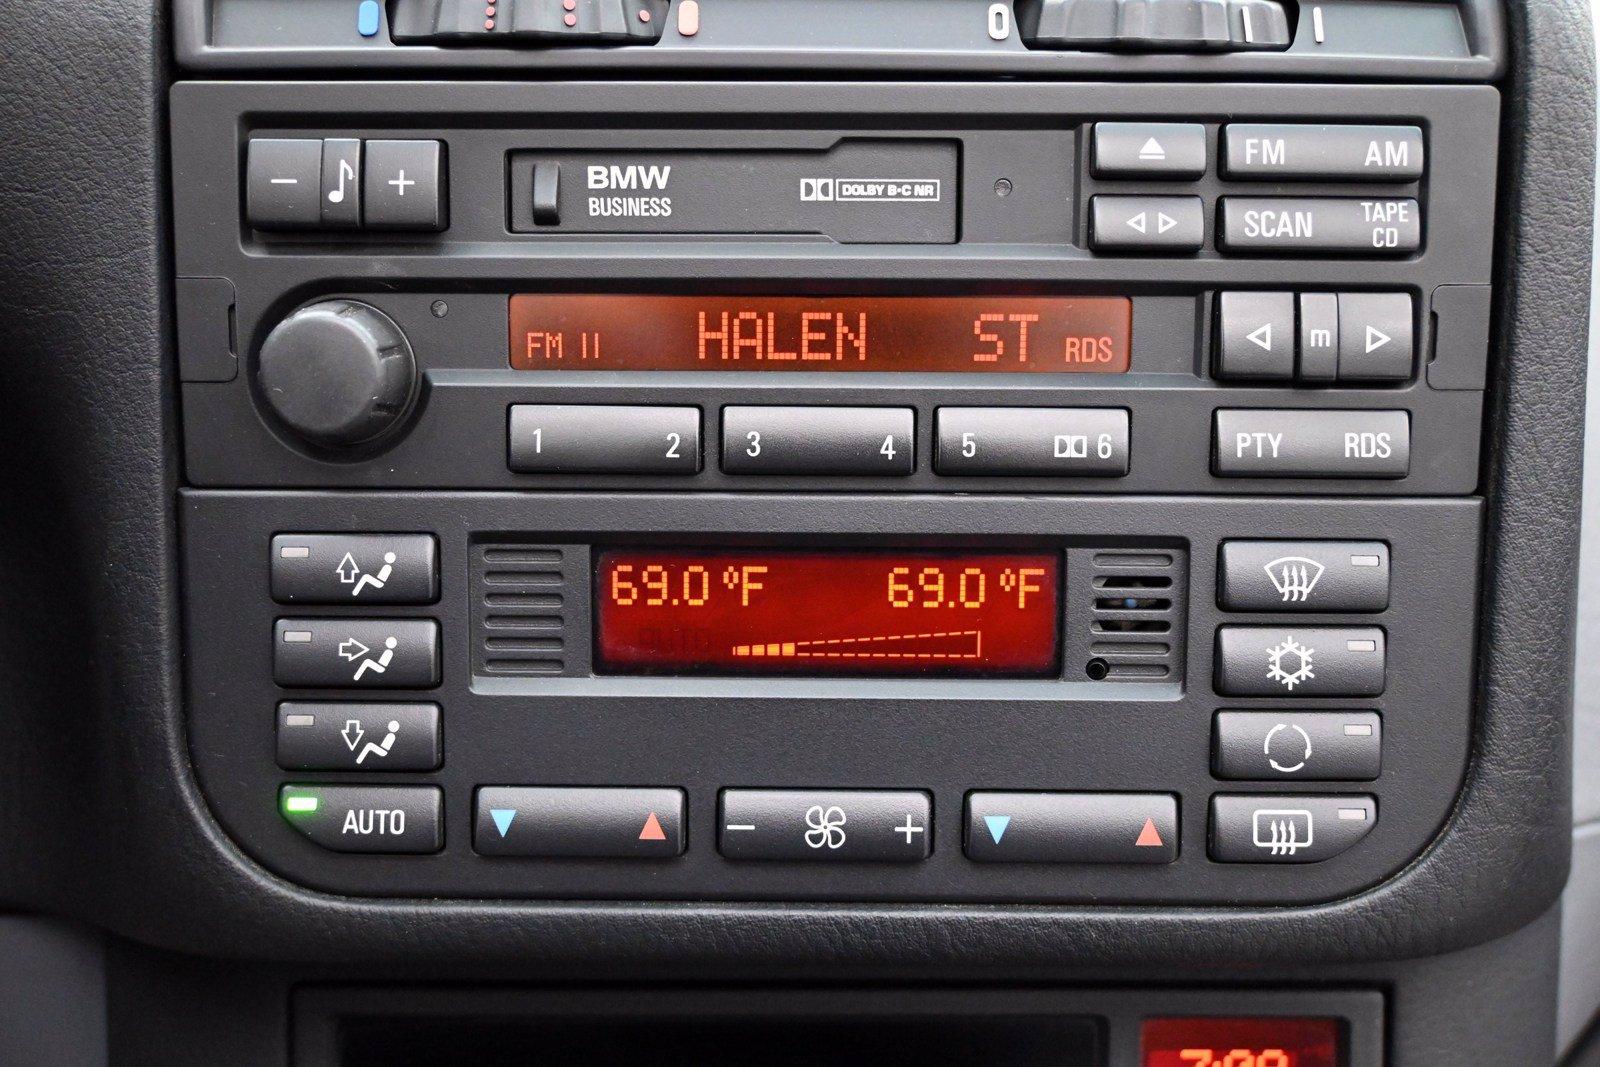 0 I
- +
BMW
BUSINESS
DOLBY B·C NR
FM AM
SCAN TAPE
CD
FM II HALEN ST RDS
m
1 2 3 4 5 6
PTY RDS
69.0 °F 69.0 °F
AUTO
AUTO
- +